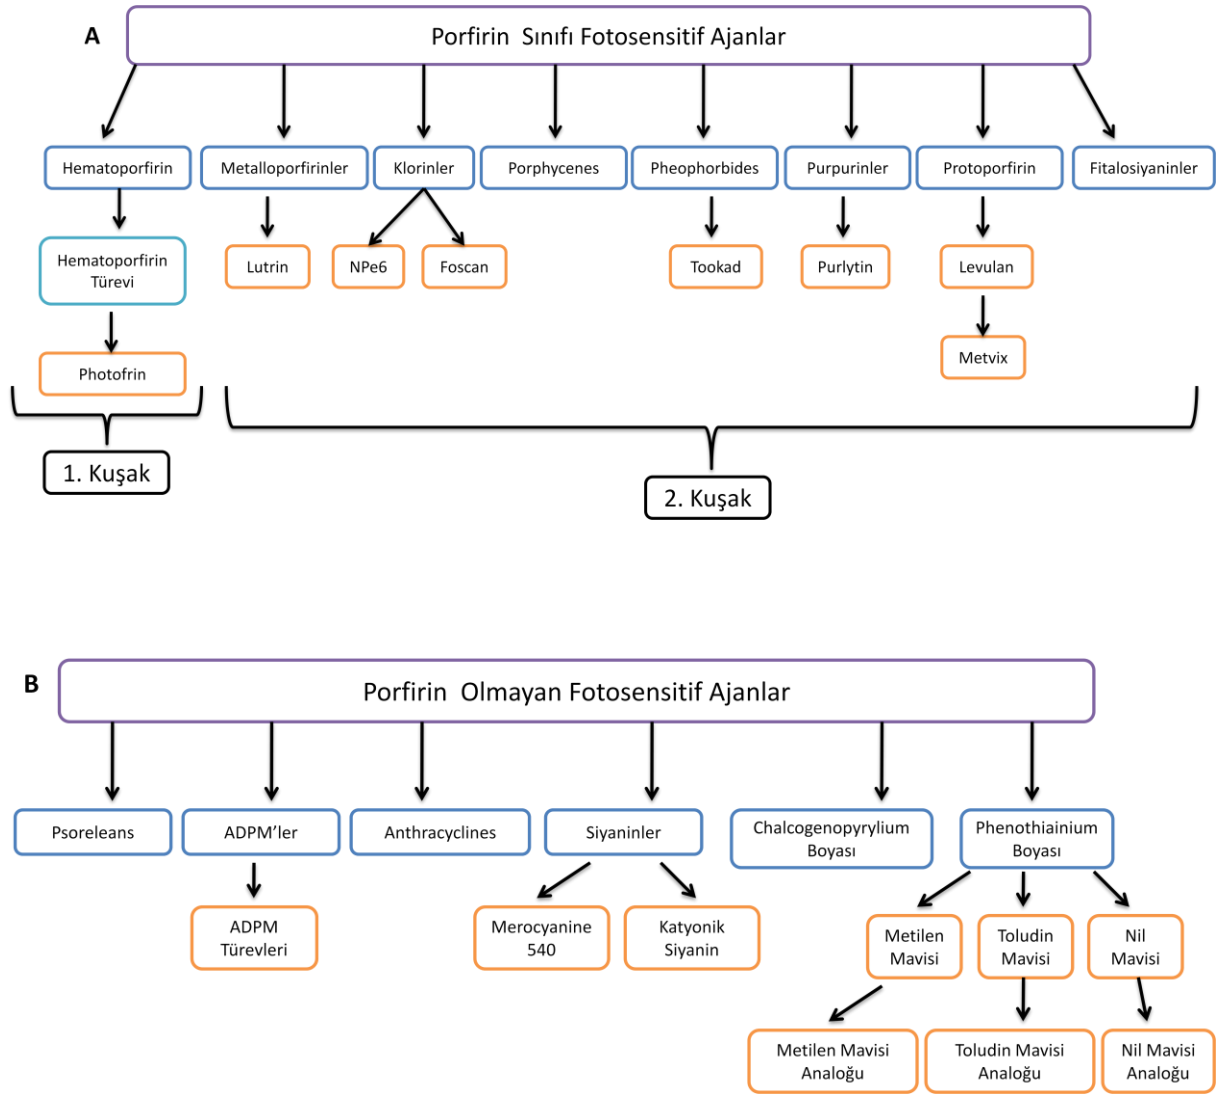 A
Porfirin Sınıfı Fotosensitif Ajanlar
Hematoporfirin
Metalloporfirinler
Klorinler
Porphycenes
Pheophorbides
Purpurinler
Protoporfirin
Fitalosiyaninler
Hematoporfirin
Türevi
Lutrin
NPe6
Foscan
Tookad
Purlytin
Levulan
Photofrin
Metvix
1. Kuşak
2. Kuşak
B
Porfirin Olmayan Fotosensitif Ajanlar
Psoreleans
ADPM’ler
Anthracyclines
Siyaninler
Chalcogenopyrylium
Boyası
Phenothiainium
Boyası
ADPM
Türevleri
Merocyanine
540
Katyonik
Siyanin
Metilen
Mavisi
Toludin
Mavisi
Nil
Mavisi
Metilen Mavisi
Analoğu
Toludin Mavisi
Analoğu
Nil Mavisi
Analoğu